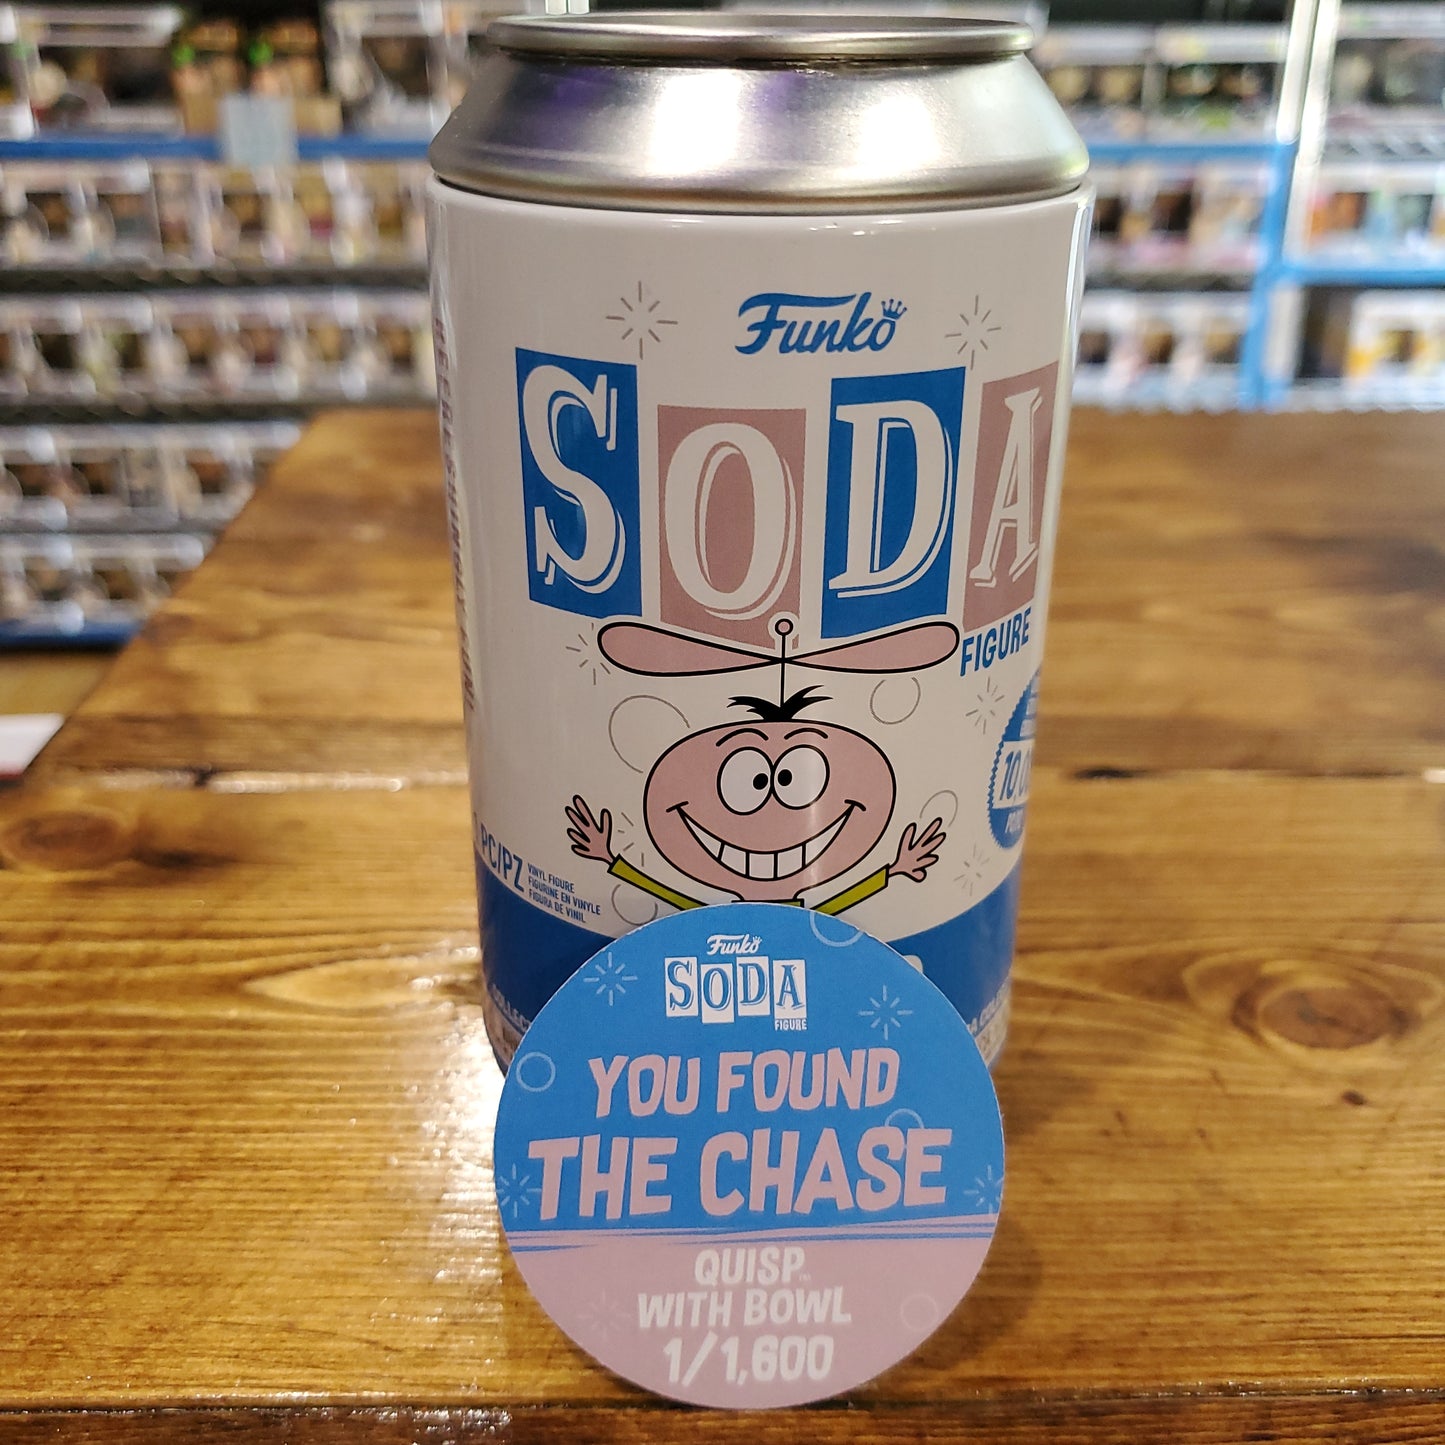 Funko
SODA
FIGURE
PC/PZ
VINYL FIGURE
FIGURINE EN VINYLE
FIGURA DE VINIL
Funko
SODA
FIGURE
YOU FOUND
THE CHASE
QUISP™
WITH BOWL
1/1,600